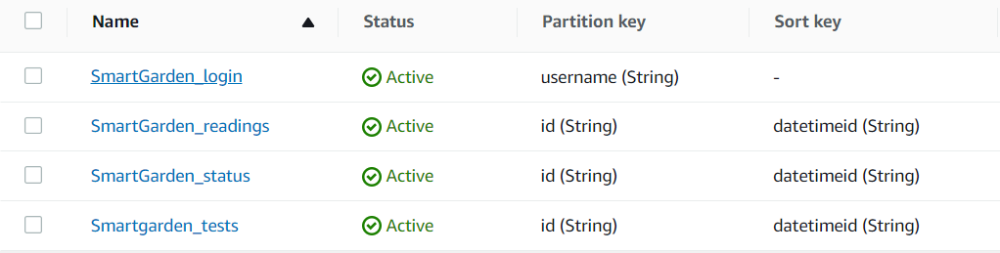 Name Status Partition key Sort key
SmartGarden_login Active username (String) -
SmartGarden_readings Active id (String) datetimeid (String)
SmartGarden_status Active id (String) datetimeid (String)
Smartgarden_tests Active id (String) datetimeid (String)